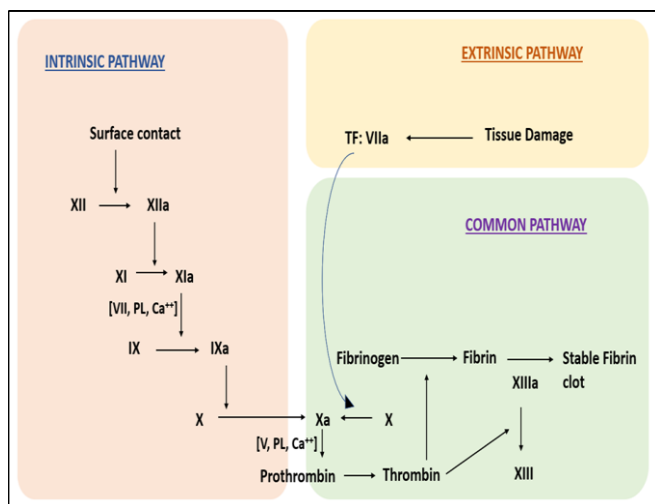 INTRINSIC PATHWAY
Surface contact
XII XIIa
XI XIa
[VII, PL, Ca⁺⁺]
IX IXa
X
EXTRINSIC PATHWAY
TF: VIIa Tissue Damage
COMMON PATHWAY
Fibrinogen Fibrin Stable Fibrin
clot
XIIIa
Xa X
[V, PL, Ca⁺⁺]
Prothrombin Thrombin XIII